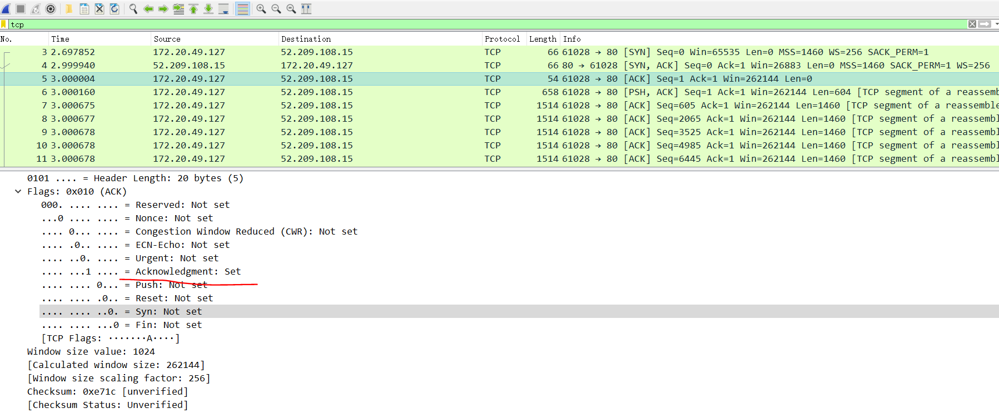 tcp
No. Time Source Destination Protocol Length Info
3 2.697852 172.20.49.127 52.209.108.15 TCP 66 61028 → 80 [SYN] Seq=0 Win=65535 Len=0 MSS=1460 WS=256 SACK_PERM=1
4 2.999940 52.209.108.15 172.20.49.127 TCP 66 80 → 61028 [SYN, ACK] Seq=0 Ack=1 Win=26883 Len=0 MSS=1460 SACK_PERM=1 WS=256
5 3.000004 172.20.49.127 52.209.108.15 TCP 54 61028 → 80 [ACK] Seq=1 Ack=1 Win=262144 Len=0
6 3.000160 172.20.49.127 52.209.108.15 TCP 658 61028 → 80 [PSH, ACK] Seq=1 Ack=1 Win=262144 Len=604 [TCP segment of a reassemb
7 3.000675 172.20.49.127 52.209.108.15 TCP 1514 61028 → 80 [ACK] Seq=605 Ack=1 Win=262144 Len=1460 [TCP segment of a reassemble
8 3.000677 172.20.49.127 52.209.108.15 TCP 1514 61028 → 80 [ACK] Seq=2065 Ack=1 Win=262144 Len=1460 [TCP segment of a reassembl
9 3.000678 172.20.49.127 52.209.108.15 TCP 1514 61028 → 80 [ACK] Seq=3525 Ack=1 Win=262144 Len=1460 [TCP segment of a reassembl
10 3.000678 172.20.49.127 52.209.108.15 TCP 1514 61028 → 80 [ACK] Seq=4985 Ack=1 Win=262144 Len=1460 [TCP segment of a reassembl
11 3.000678 172.20.49.127 52.209.108.15 TCP 1514 61028 → 80 [ACK] Seq=6445 Ack=1 Win=262144 Len=1460 [TCP segment of a reassembl
0101 .... = Header Length: 20 bytes (5)
Flags: 0x010 (ACK)
000. .... .... = Reserved: Not set
...0 .... .... = Nonce: Not set
.... 0... .... = Congestion Window Reduced (CWR): Not set
.... .0.. .... = ECN-Echo: Not set
.... ..0. .... = Urgent: Not set
.... ...1 .... = Acknowledgment: Set
.... .... 0... = Push: Not set
.... .... .0.. = Reset: Not set
.... .... ..0. = Syn: Not set
.... .... ...0 = Fin: Not set
[TCP Flags: ·······A····]
Window size value: 1024
[Calculated window size: 262144]
[Window size scaling factor: 256]
Checksum: 0xe71c [unverified]
[Checksum Status: Unverified]